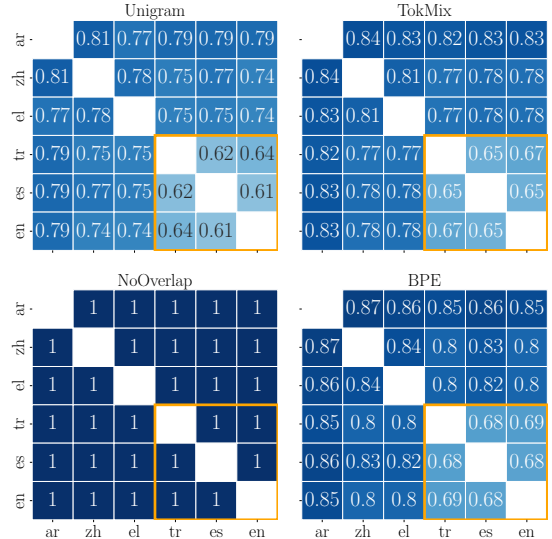 Unigram
ar 0.81 0.77 0.79 0.79 0.79
zh 0.81 0.78 0.75 0.77 0.74
el 0.77 0.78 0.75 0.75 0.74
tr 0.79 0.75 0.75 0.62 0.64
es 0.79 0.77 0.75 0.62 0.61
en 0.79 0.74 0.74 0.64 0.61
TokMix
0.84 0.83 0.82 0.83 0.83
0.84 0.81 0.77 0.78 0.78
0.83 0.81 0.77 0.78 0.78
0.82 0.77 0.77 0.65 0.67
0.83 0.78 0.78 0.65 0.65
0.83 0.78 0.78 0.67 0.65
NoOverlap
ar 1 1 1 1 1
zh 1 1 1 1 1
el 1 1 1 1 1
tr 1 1 1 1 1
es 1 1 1 1 1
en 1 1 1 1 1
ar zh el tr es en
BPE
0.87 0.86 0.85 0.86 0.85
0.87 0.84 0.8 0.83 0.8
0.86 0.84 0.8 0.82 0.8
0.85 0.8 0.8 0.68 0.69
0.86 0.83 0.82 0.68 0.68
0.85 0.8 0.8 0.69 0.68
ar zh el tr es en